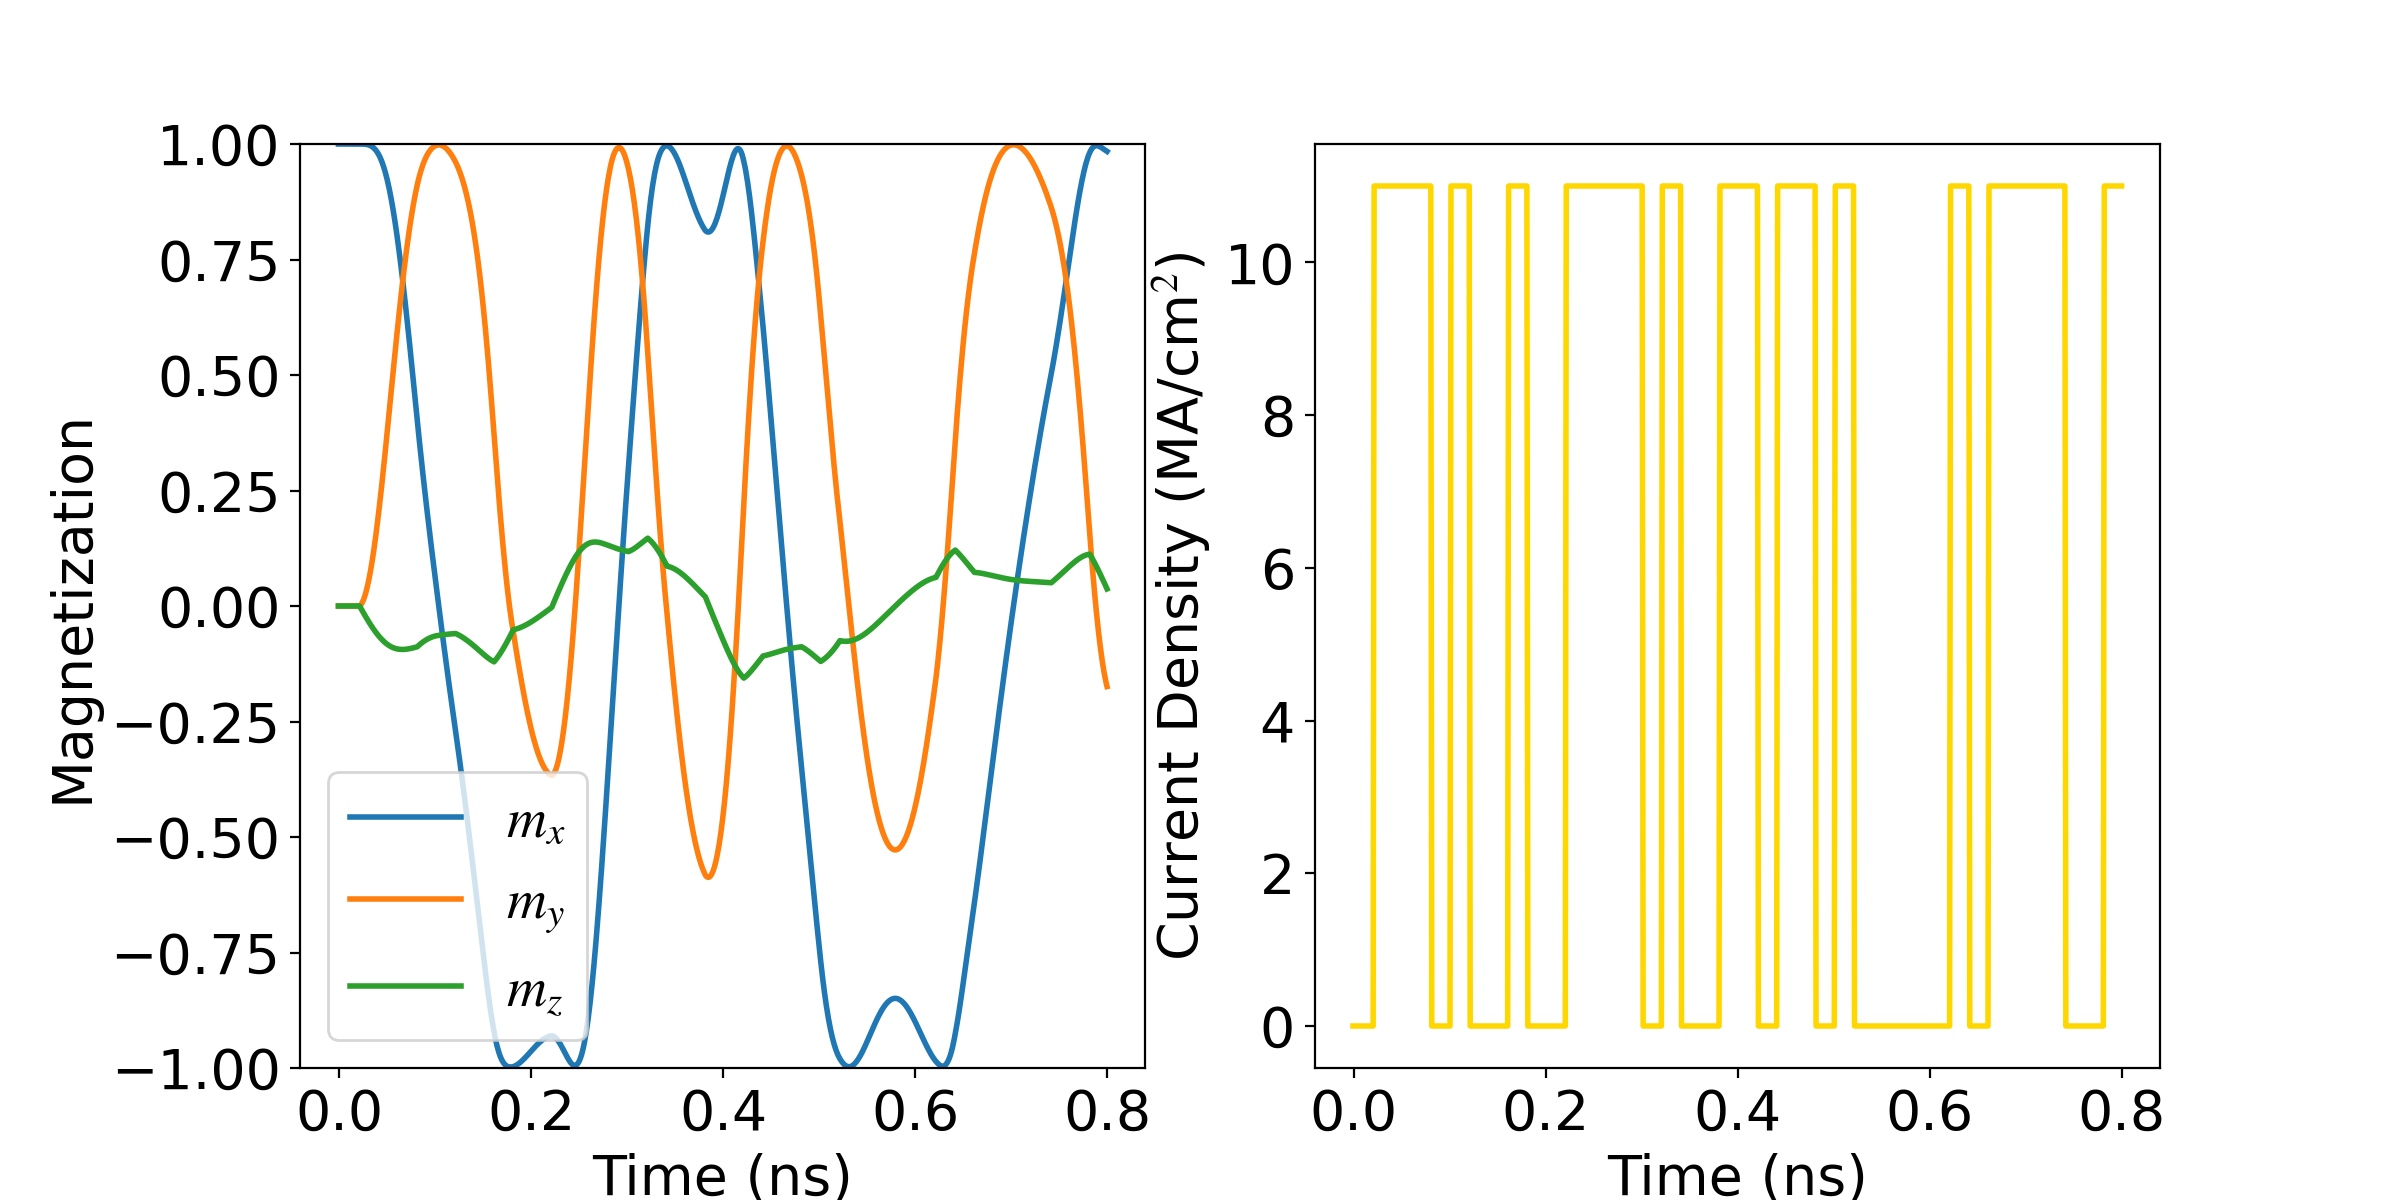 Magnetization
1.00
0.75
0.50
0.25
0.00
−0.25
−0.50
−0.75
−1.00
m_x
m_y
m_z
0.0 0.2 0.4 0.6 0.8
Time (ns)
Current Density (MA/cm²)
10
8
6
4
2
0
0.0 0.2 0.4 0.6 0.8
Time (ns)